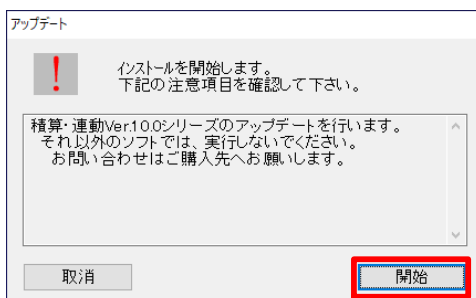 アップデート
!
インストールを開始します。
下記の注意項目を確認して下さい。
積算・連動Ver.10.0シリーズのアップデートを行います。
それ以外のソフトでは、実行しないでください。
お問い合わせはご購入先へお願いします。
取消
開始